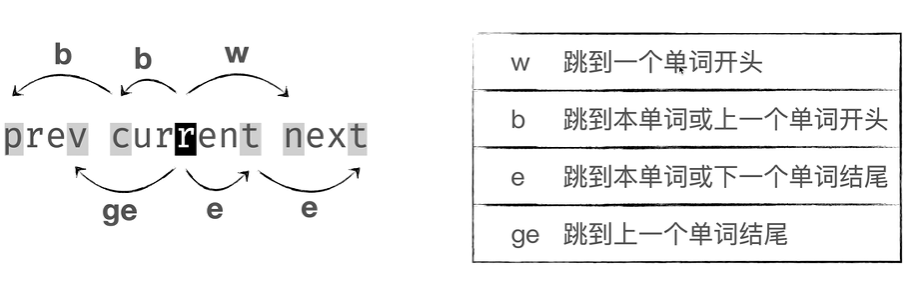 b b w
prev current next
ge e e
w 跳到一个单词开头
b 跳到本单词或上一个单词开头
e 跳到本单词或下一个单词结尾
ge 跳到上一个单词结尾